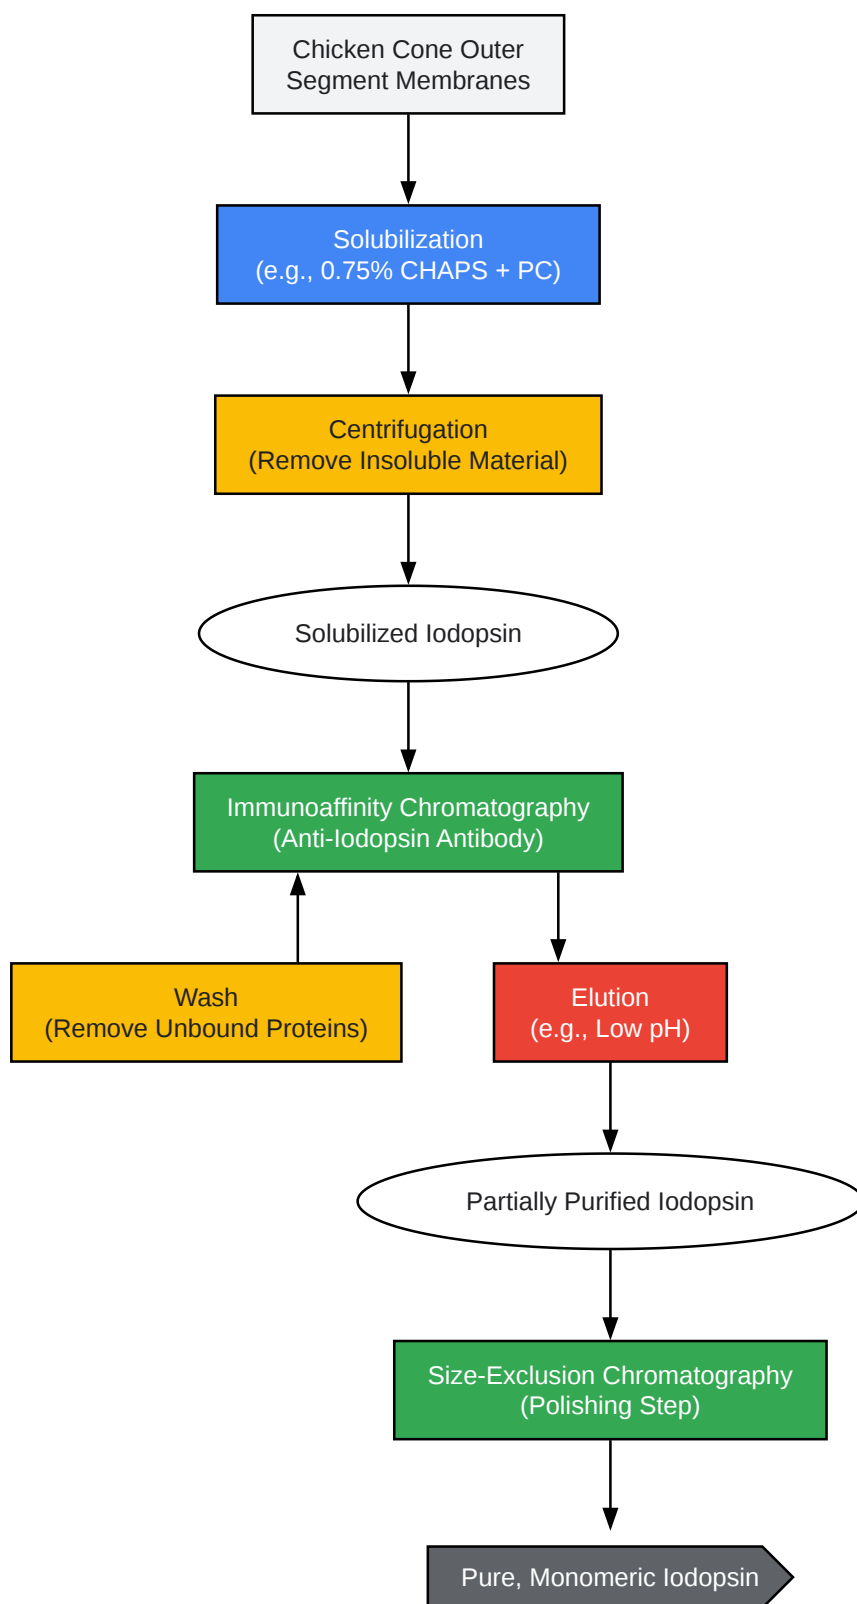 Chicken Cone Outer
Segment Membranes
Solubilization
(e.g., 0.75% CHAPS + PC)
Centrifugation
(Remove Insoluble Material)
Solubilized Iodopsin
Immunoaffinity Chromatography
(Anti-Iodopsin Antibody)
Wash
(Remove Unbound Proteins)
Elution
(e.g., Low pH)
Partially Purified Iodopsin
Size-Exclusion Chromatography
(Polishing Step)
Pure, Monomeric Iodopsin